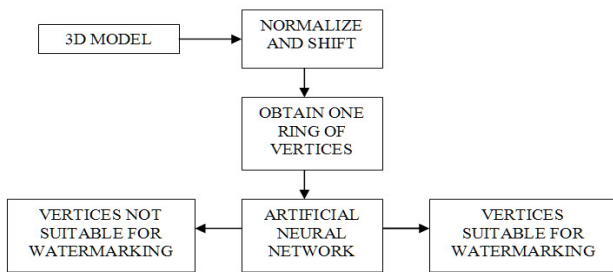 3D MODEL
NORMALIZE
AND SHIFT
OBTAIN ONE
RING OF
VERTICES
VERTICES NOT
SUITABLE FOR
WATERMARKING
ARTIFICIAL
NEURAL
NETWORK
VERTICES
SUITABLE FOR
WATERMARKING